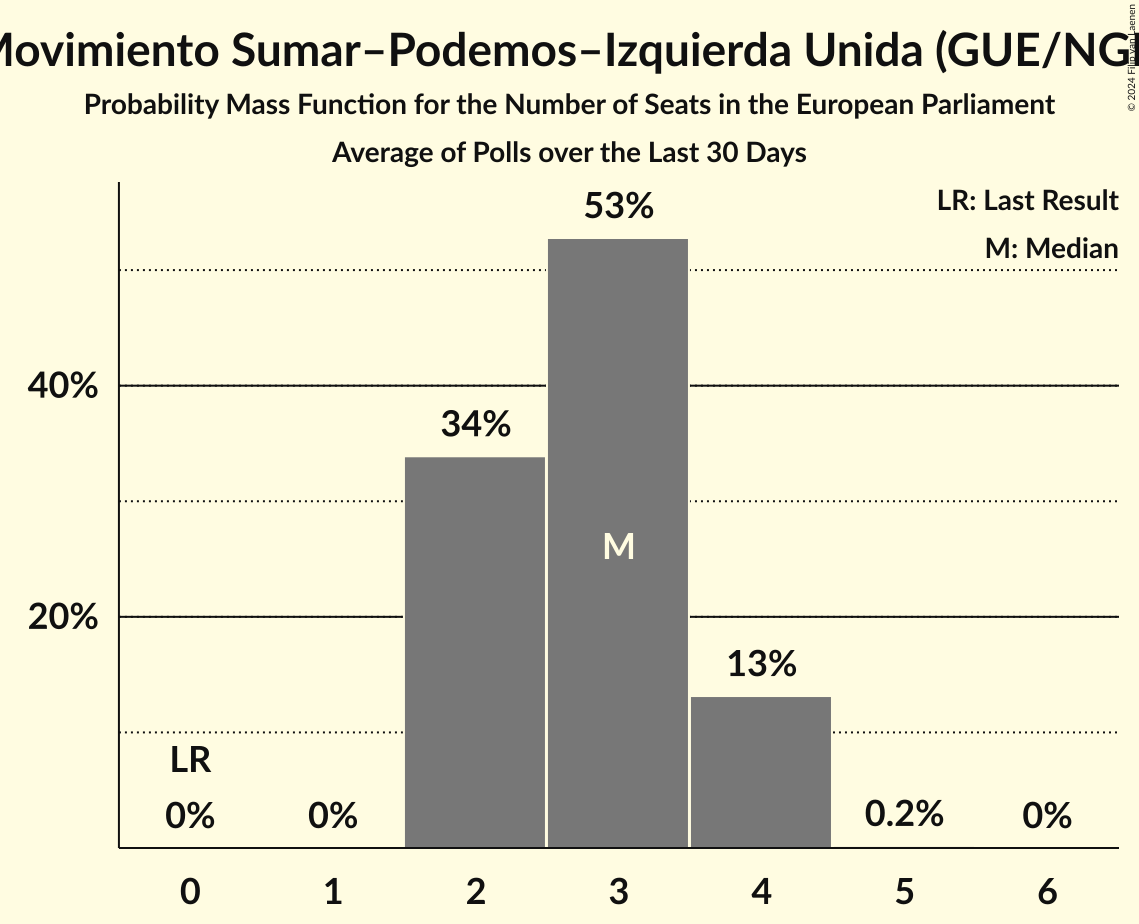 Movimiento Sumar–Podemos–Izquierda Unida (GUE/NG
© 2024 Filip van Laenen
Probability Mass Function for the Number of Seats in the European Parliament
Average of Polls over the Last 30 Days
LR: Last Result
M: Median
53%
40%
34%
M
20%
13%
LR
0%
0%
0.2%
0%
0
1
2
3
4
5
6